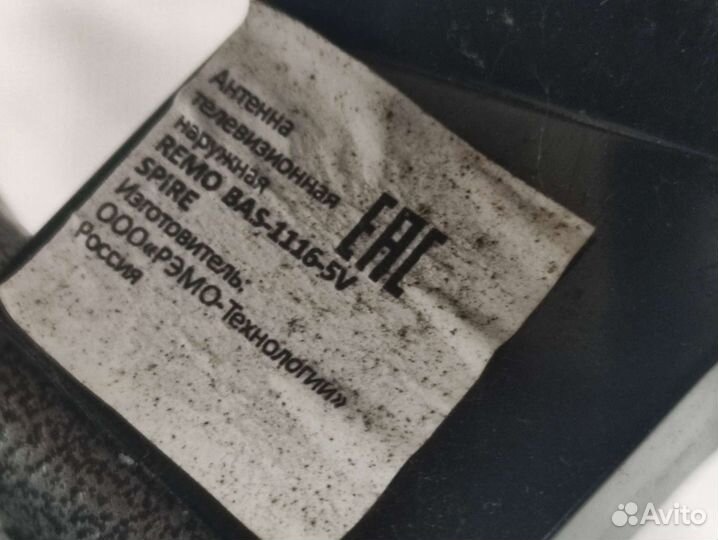 Антенна
телевизионная
наружная
REMO BAS-1116-5V
SPIRE
Изготовитель:
ООО«РЭМО-Технологии»
Россия
EAC
Avito